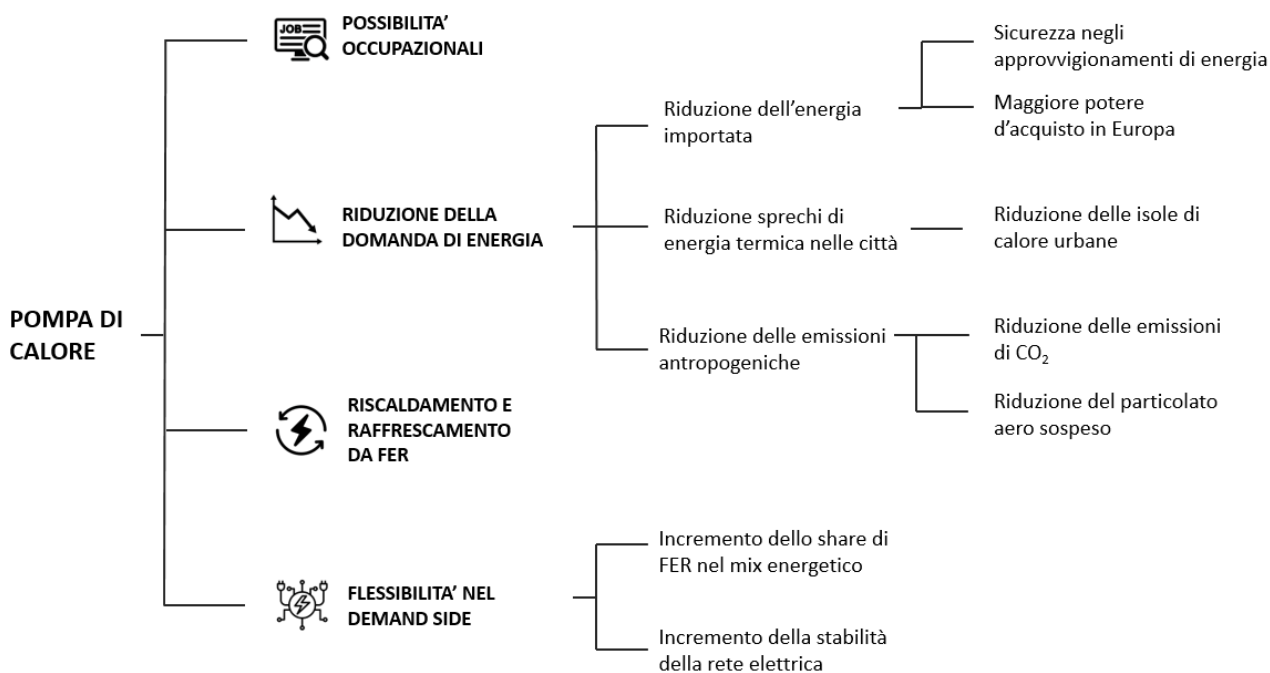 POMPA DI
CALORE
JOB
POSSIBILITA’
OCCUPAZIONALI
RIDUZIONE DELLA
DOMANDA DI ENERGIA
Riduzione dell’energia
importata
Sicurezza negli
approvvigionamenti di energia
Maggiore potere
d’acquisto in Europa
Riduzione sprechi di
energia termica nelle città
Riduzione delle isole di
calore urbane
Riduzione delle emissioni
antropogeniche
Riduzione delle emissioni
di CO₂
Riduzione del particolato
aero sospeso
RISCALDAMENTO E
RAFFRESCAMENTO
DA FER
FLESSIBILITA’ NEL
DEMAND SIDE
Incremento dello share di
FER nel mix energetico
Incremento della stabilità
della rete elettrica